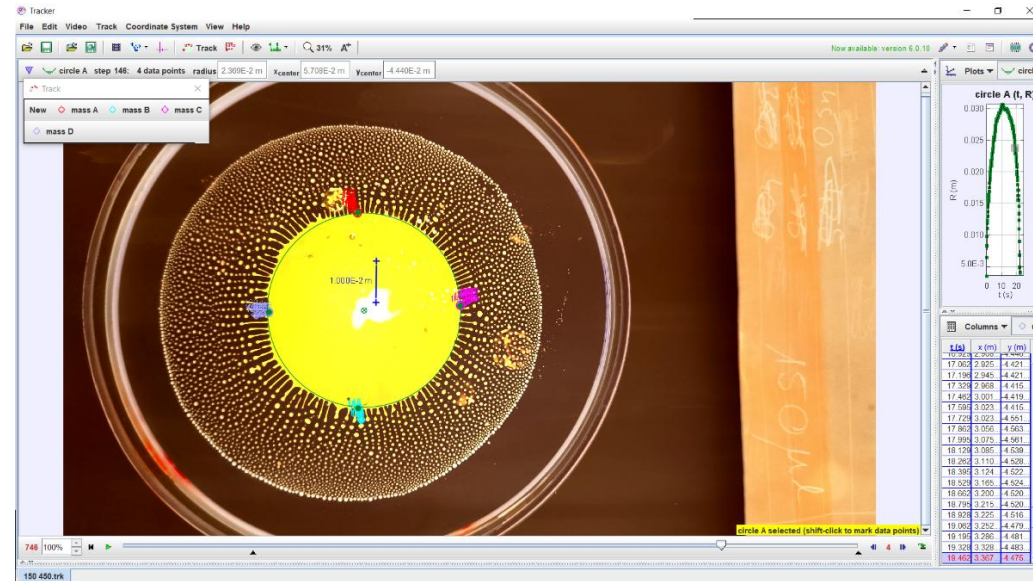 Tracker
File Edit Video Track Coordinate System View Help
Track 31% A
Now available: version 6.0.10
circle A step 146: 4 data points radius 2.369E-2 m xcenter 5.708E-2 m ycenter -4.440E-2 m
Plots
Track
New mass A mass B mass C
mass D
circle A (t, R)
0.030
0.025
0.020
R (m)
0.015
0.010
5.0E-3
0 10 20
t (s)
1.000E-2 m
Columns
t (s) x (m) y (m)
17.062 2.925 -4.421
17.196 2.945 -4.421
17.329 2.968 -4.415
17.462 3.001 -4.419
17.595 3.023 -4.415
17.729 3.023 -4.551
17.862 3.056 -4.563
17.995 3.075 -4.561
18.129 3.085 -4.539
18.262 3.110 -4.528
18.395 3.124 -4.522
18.529 3.165 -4.524
18.662 3.200 -4.520
18.795 3.215 -4.520
18.928 3.225 -4.516
19.062 3.252 -4.479
19.195 3.286 -4.481
19.328 3.328 -4.483
19.462 3.367 -4.475
circle A selected (shift-click to mark data points)
746 100% 4
150 450.trk